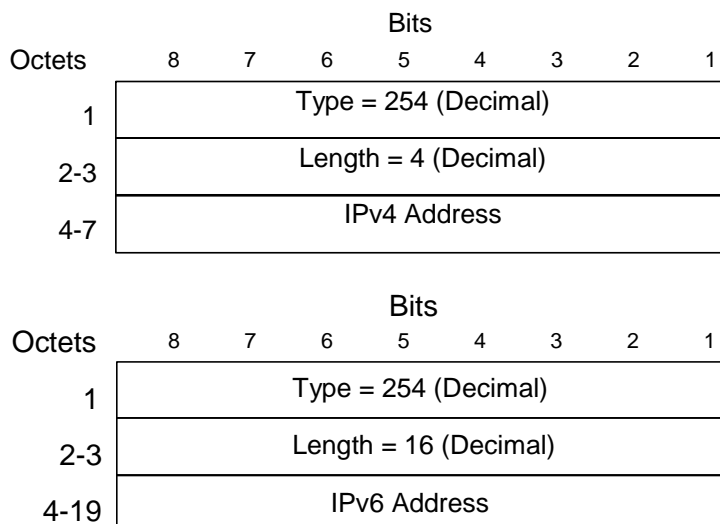 Bits
Octets 8 7 6 5 4 3 2 1
1 Type = 254 (Decimal)
2-3 Length = 4 (Decimal)
4-7 IPv4 Address
Bits
Octets 8 7 6 5 4 3 2 1
1 Type = 254 (Decimal)
2-3 Length = 16 (Decimal)
4-19 IPv6 Address